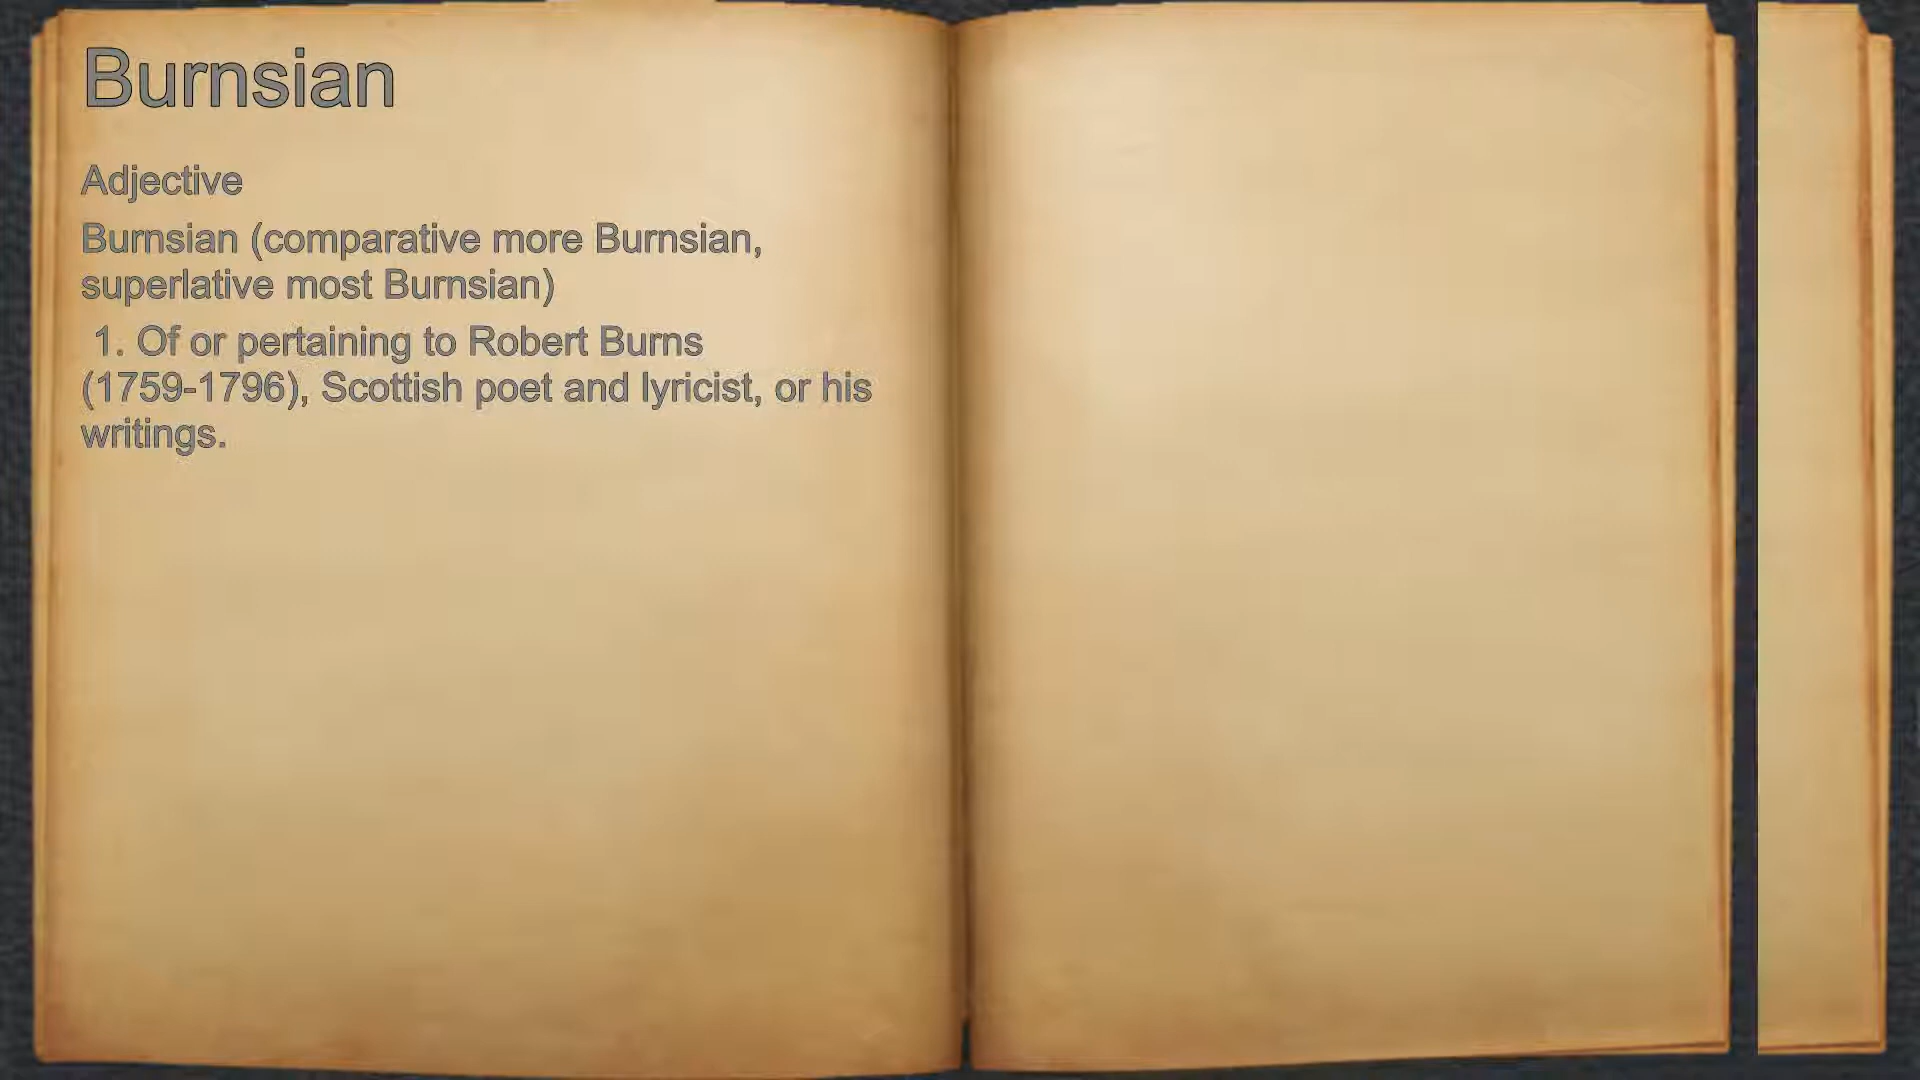 Burnsian
Adjective
Burnsian (comparative more Burnsian,
superlative most Burnsian)
1. Of or pertaining to Robert Burns
(1759-1796), Scottish poet and lyricist, or his
writings.